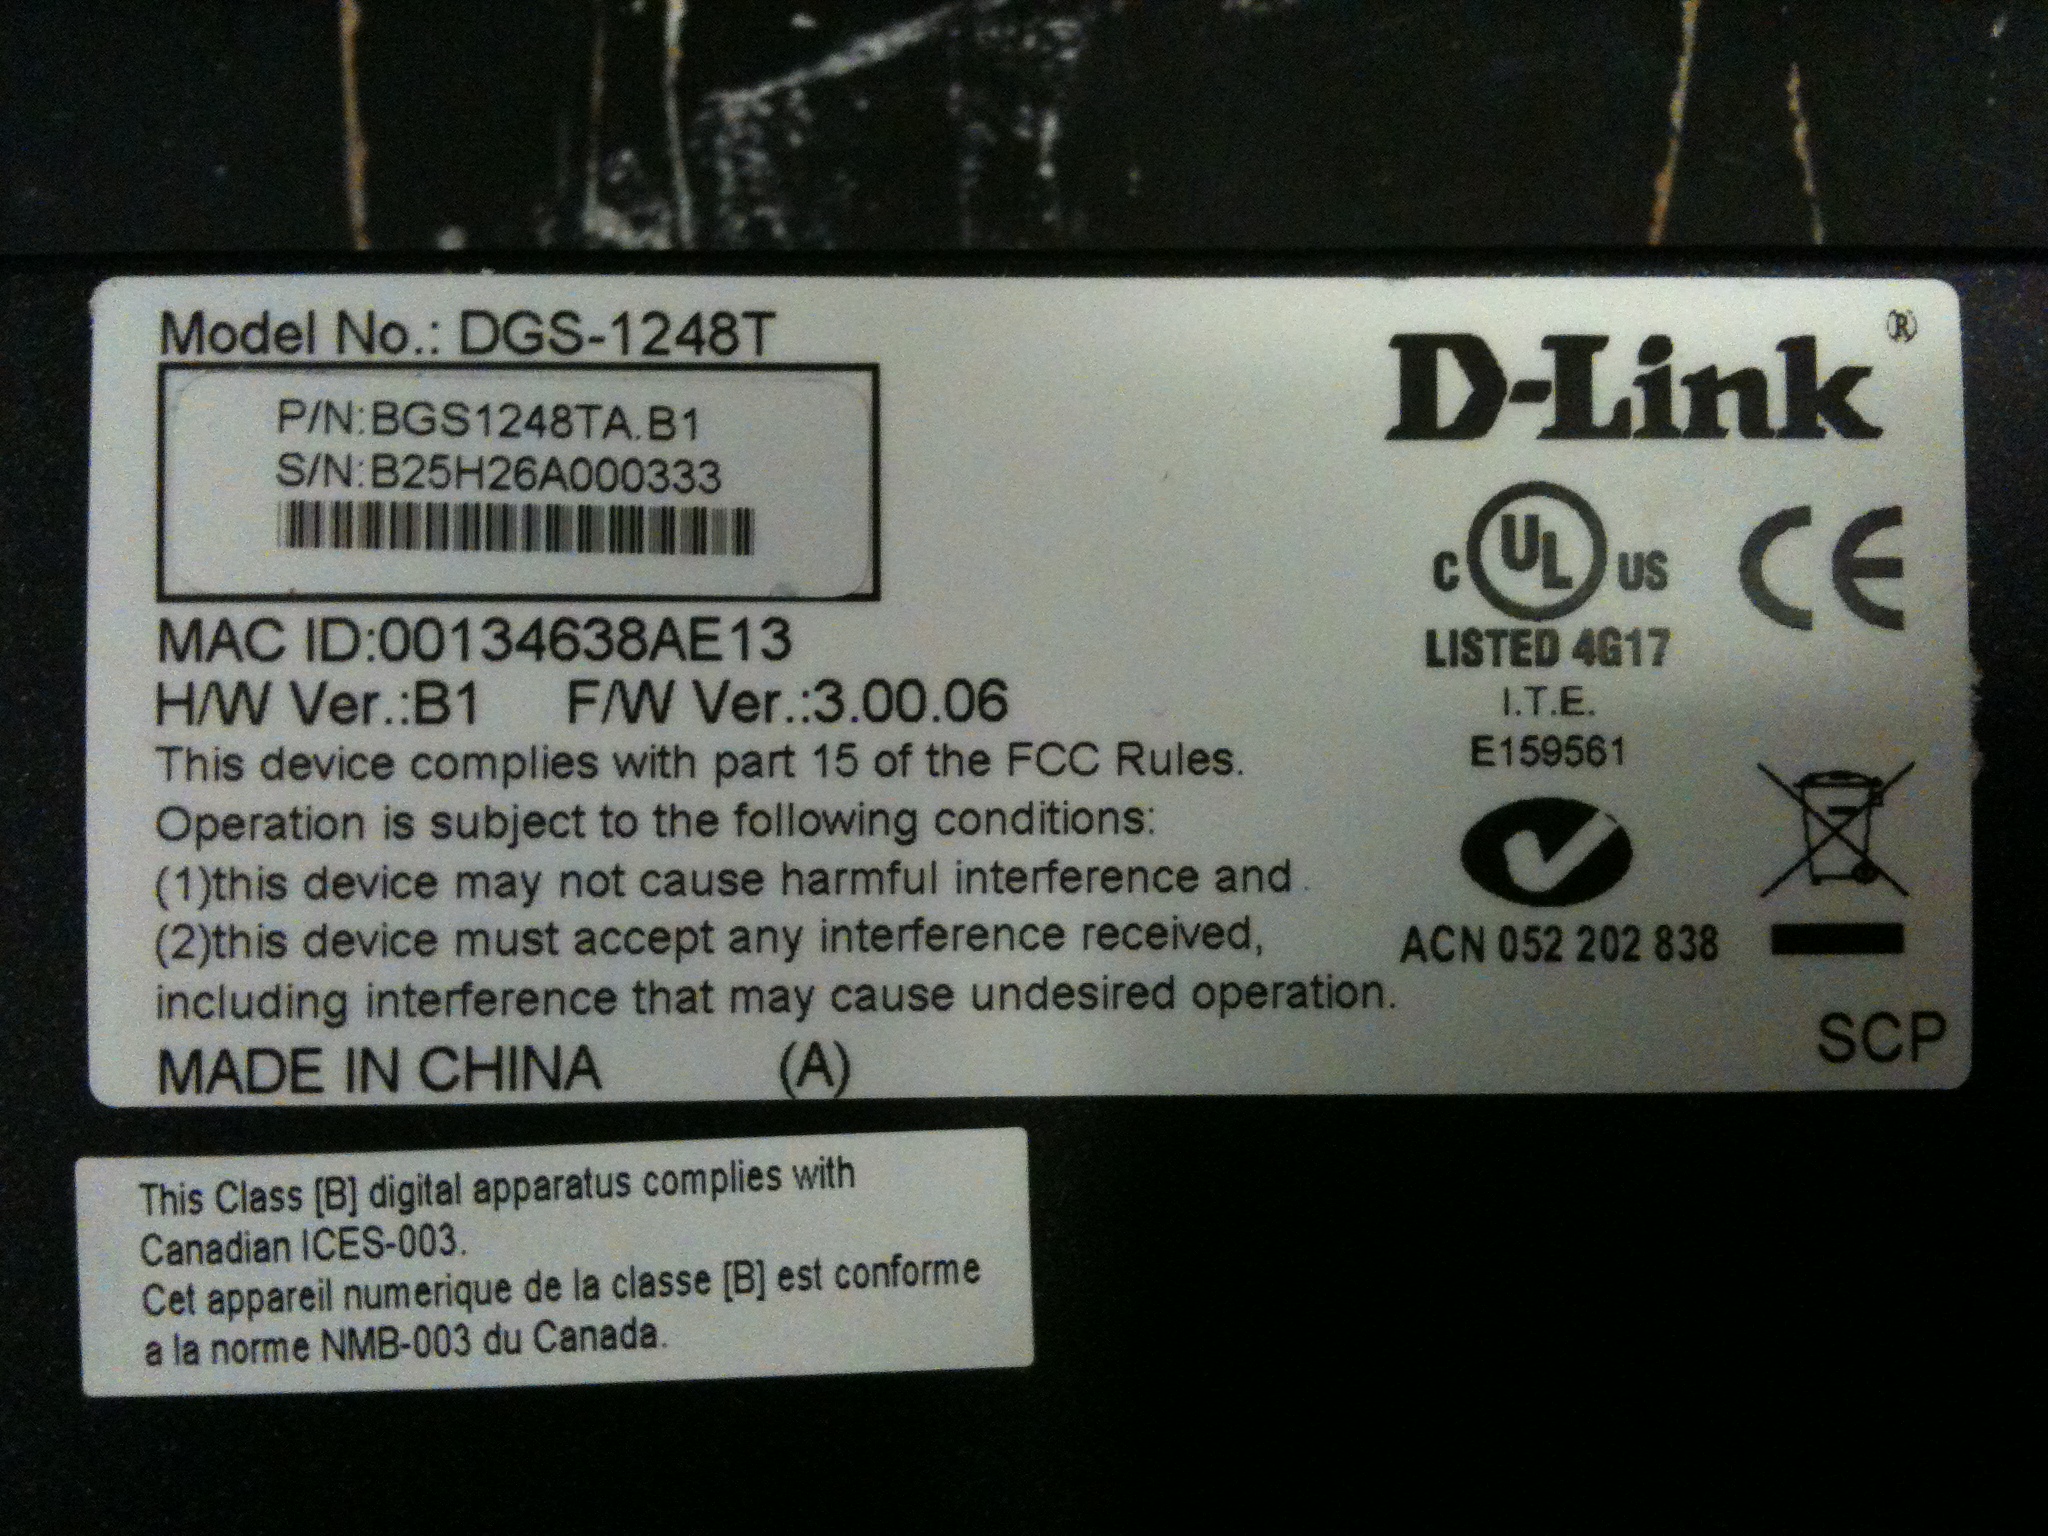 Model No.: DGS-1248T
P/N:BGS1248TA.B1
S/N:B25H26A000333
MAC ID:001346638AE13
H/W Ver.:B1 F/W Ver.:3.00.06
This device complies with part 15 of the FCC Rules.
Operation is subject to the following conditions:
(1)this device may not cause harmful interference and
(2)this device must accept any interference received,
including interference that may cause undesired operation.
MADE IN CHINA (A)
D-Link ®
C UL US
LISTED 4G17
I.T.E.
E159561
CE
ACN 052 202 838
SCP
This Class [B] digital apparatus complies with
Canadian ICES-003.
Cet appareil numerique de la classe [B] est conforme
a la norme NMB-003 du Canada.